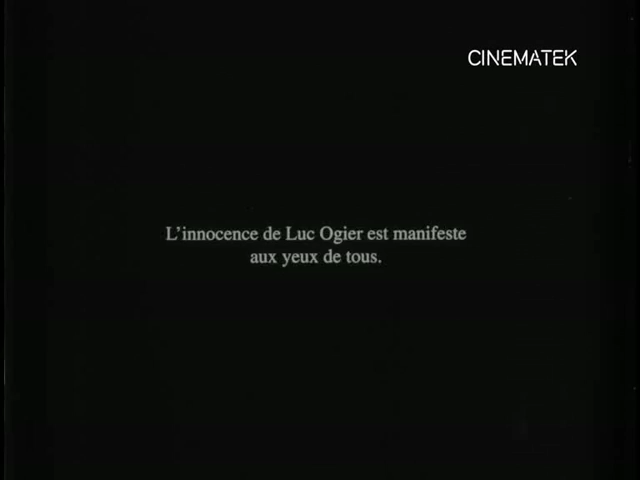 CINEMATEK
L'innocence de Luc Ogier est manifeste
aux yeux de tous.